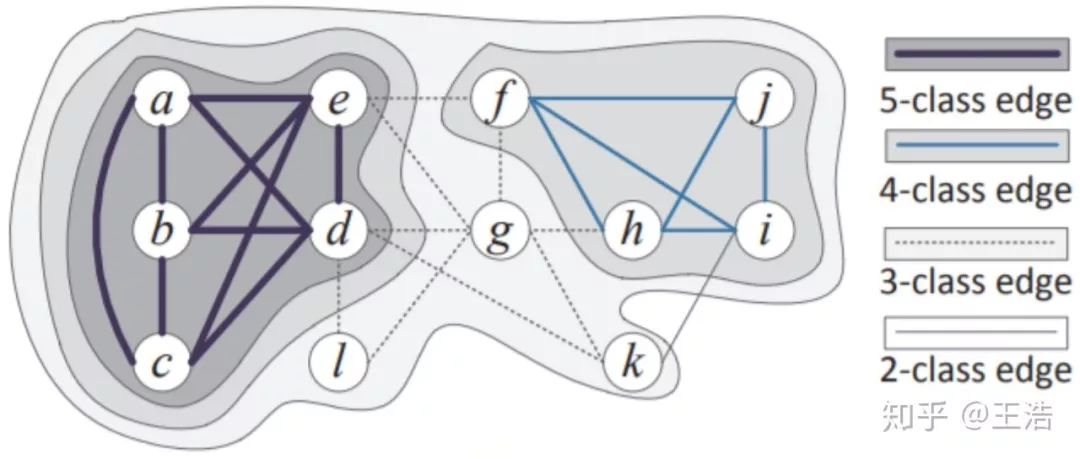 a e f j
5-class edge
4-class edge
b d g h i
3-class edge
c l k
2-class edge
知乎 @王浩